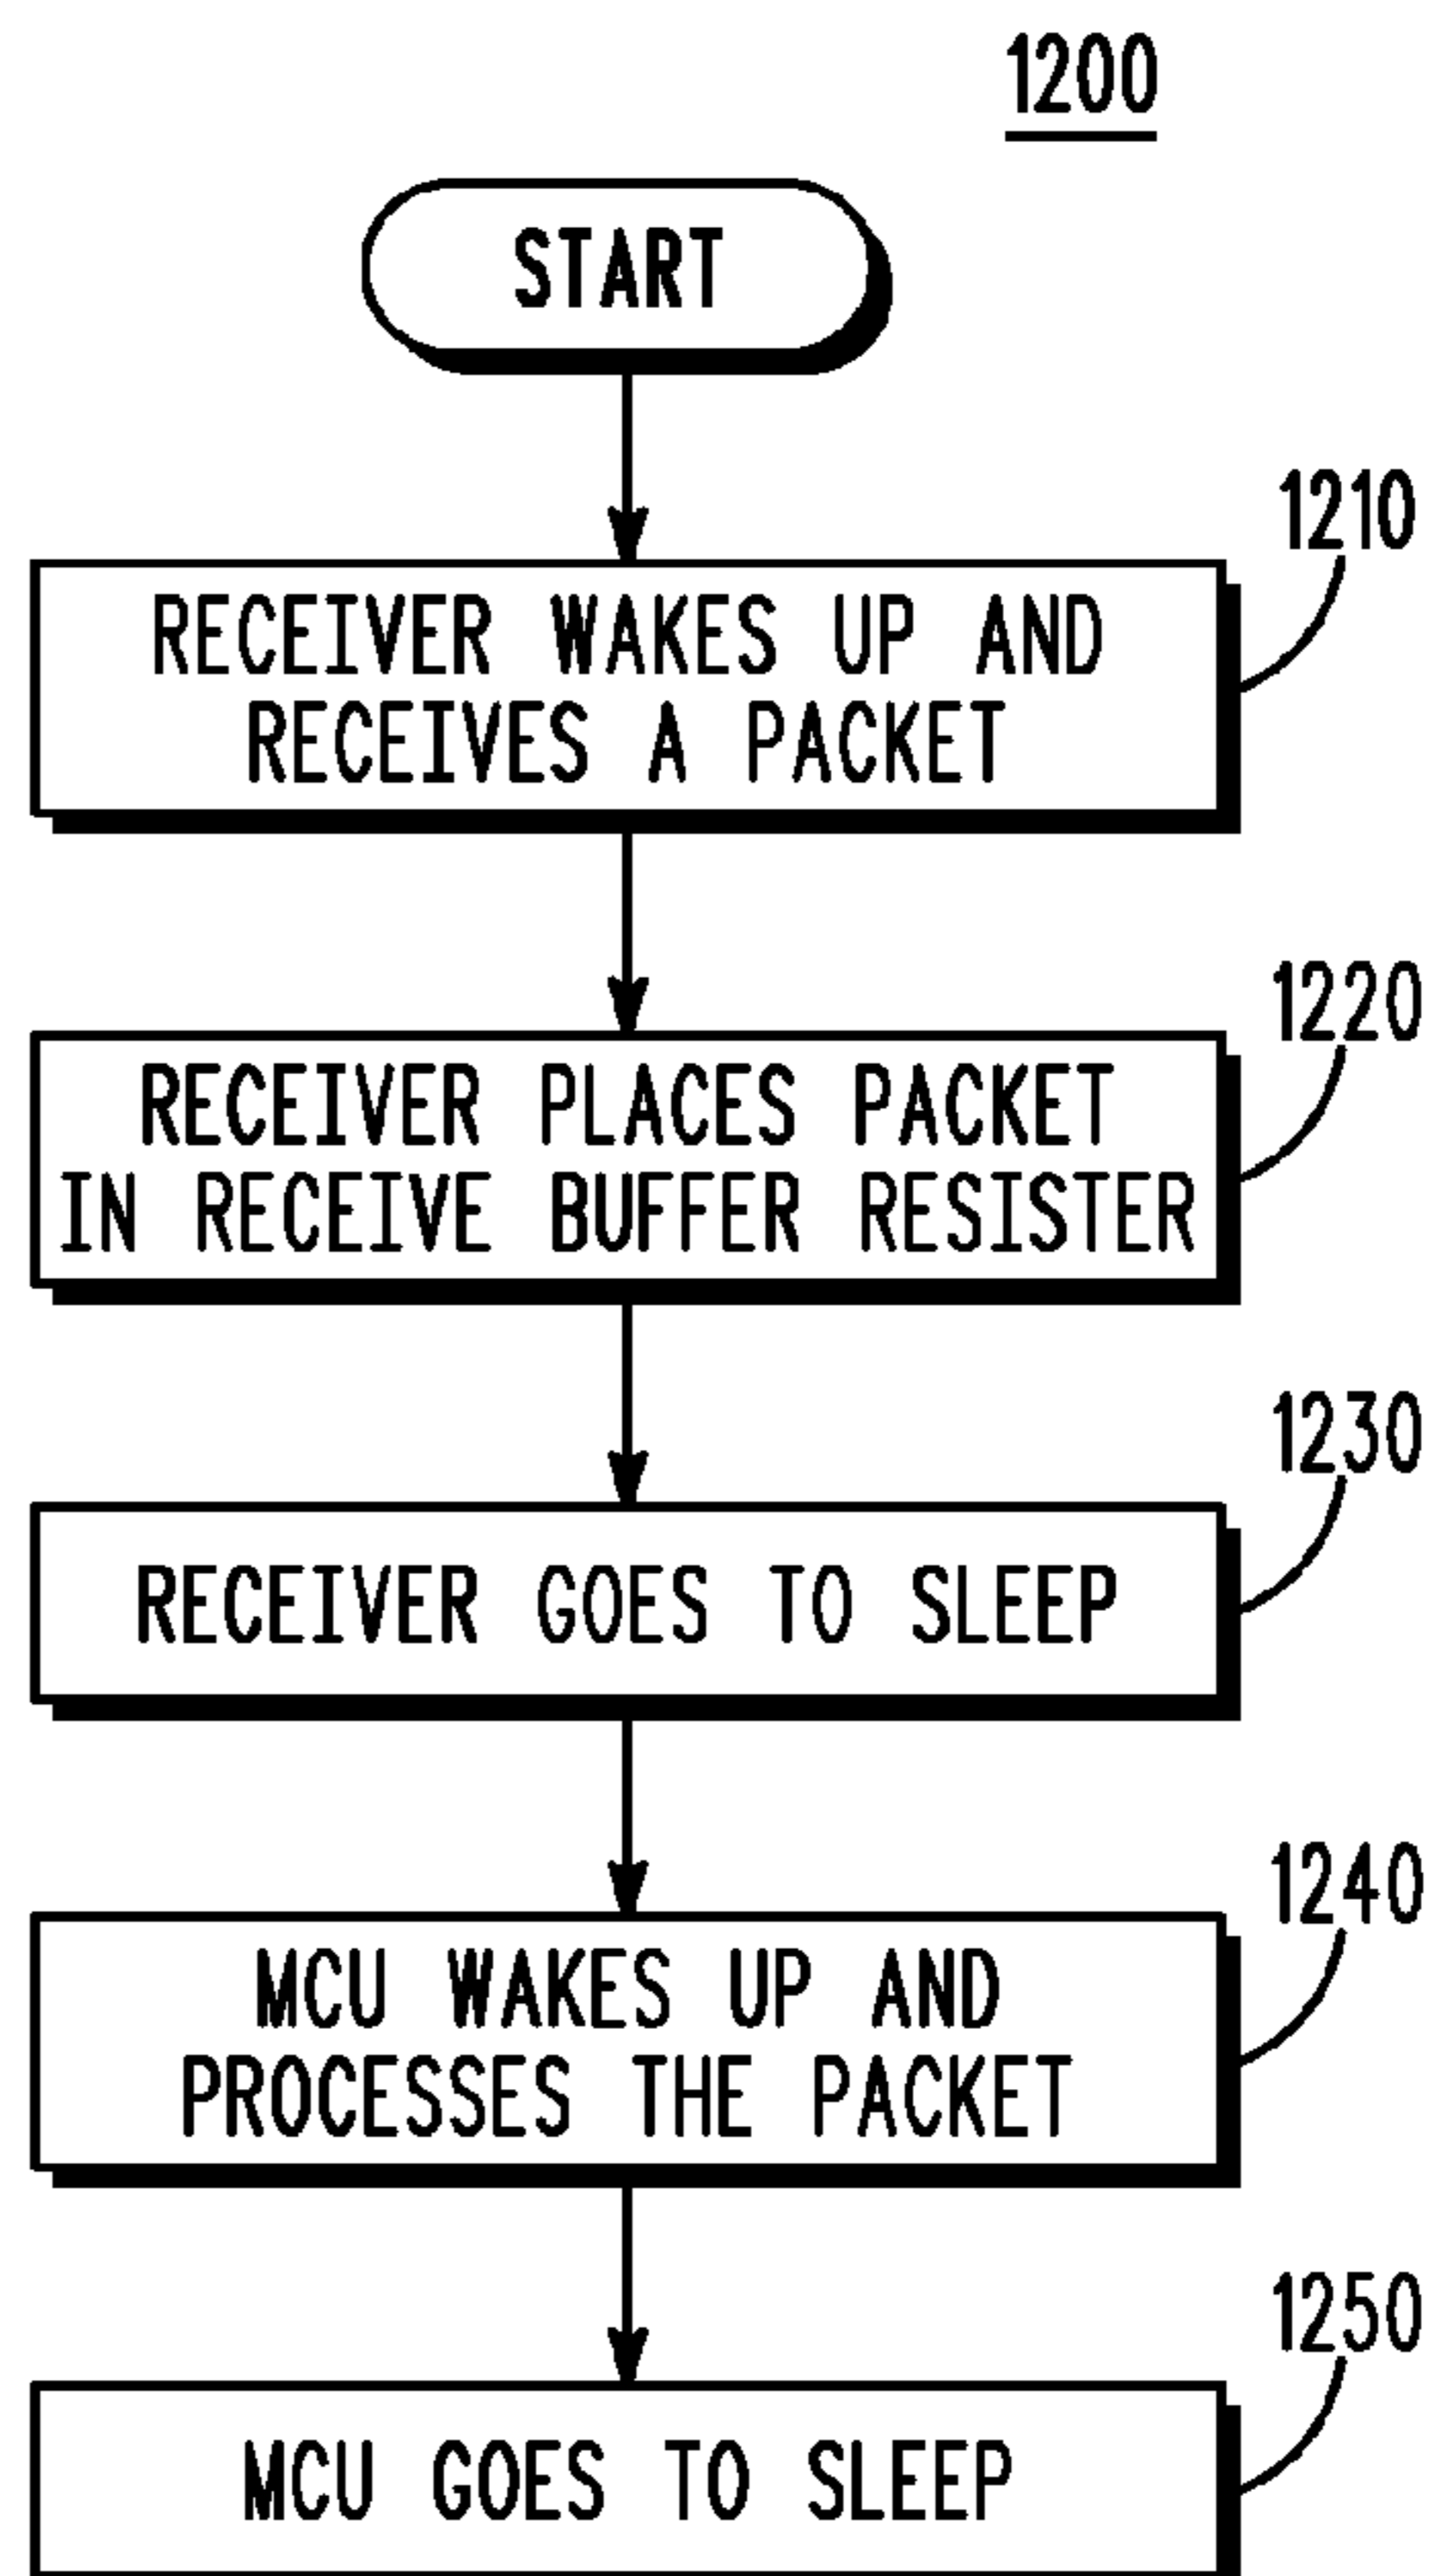 1200
START
1210
RECEIVER WAKES UP AND
RECEIVES A PACKET
1220
RECEIVER PLACES PACKET
IN RECEIVE BUFFER RESISTER
1230
RECEIVER GOES TO SLEEP
1240
MCU WAKES UP AND
PROCESSES THE PACKET
1250
MCU GOES TO SLEEP